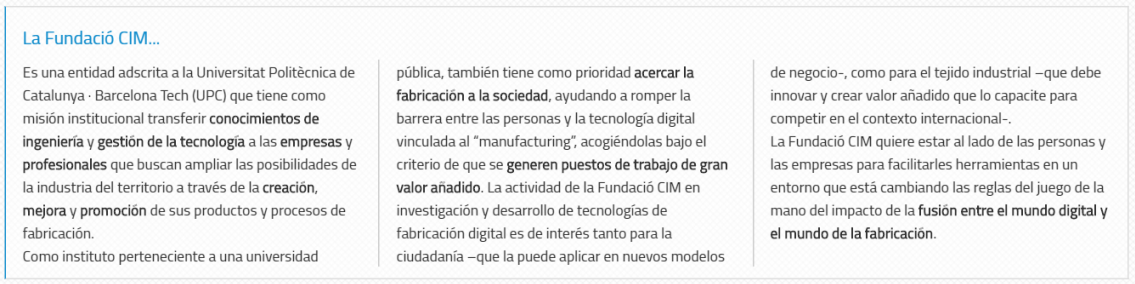 La Fundació CIM...
Es una entidad adscrita a la Universitat Politècnica de
Catalunya · Barcelona Tech (UPC) que tiene como
misión institucional transferir conocimientos de
ingeniería y gestión de la tecnología a las empresas y
profesionales que buscan ampliar las posibilidades de
la industria del territorio a través de la creación,
mejora y promoción de sus productos y procesos de
fabricación.
Como instituto perteneciente a una universidad
pública, también tiene como prioridad acercar la
fabricación a la sociedad, ayudando a romper la
barrera entre las personas y la tecnología digital
vinculada al “manufacturing”, acogiéndolas bajo el
criterio de que se generen puestos de trabajo de gran
valor añadido. La actividad de la Fundació CIM en
investigación y desarrollo de tecnologías de
fabricación digital es de interés tanto para la
ciudadanía –que la puede aplicar en nuevos modelos
de negocio-, como para el tejido industrial –que debe
innovar y crear valor añadido que lo capacite para
competir en el contexto internacional-.
La Fundació CIM quiere estar al lado de las personas y
las empresas para facilitarles herramientas en un
entorno que está cambiando las reglas del juego de la
mano del impacto de la fusión entre el mundo digital y
el mundo de la fabricación.